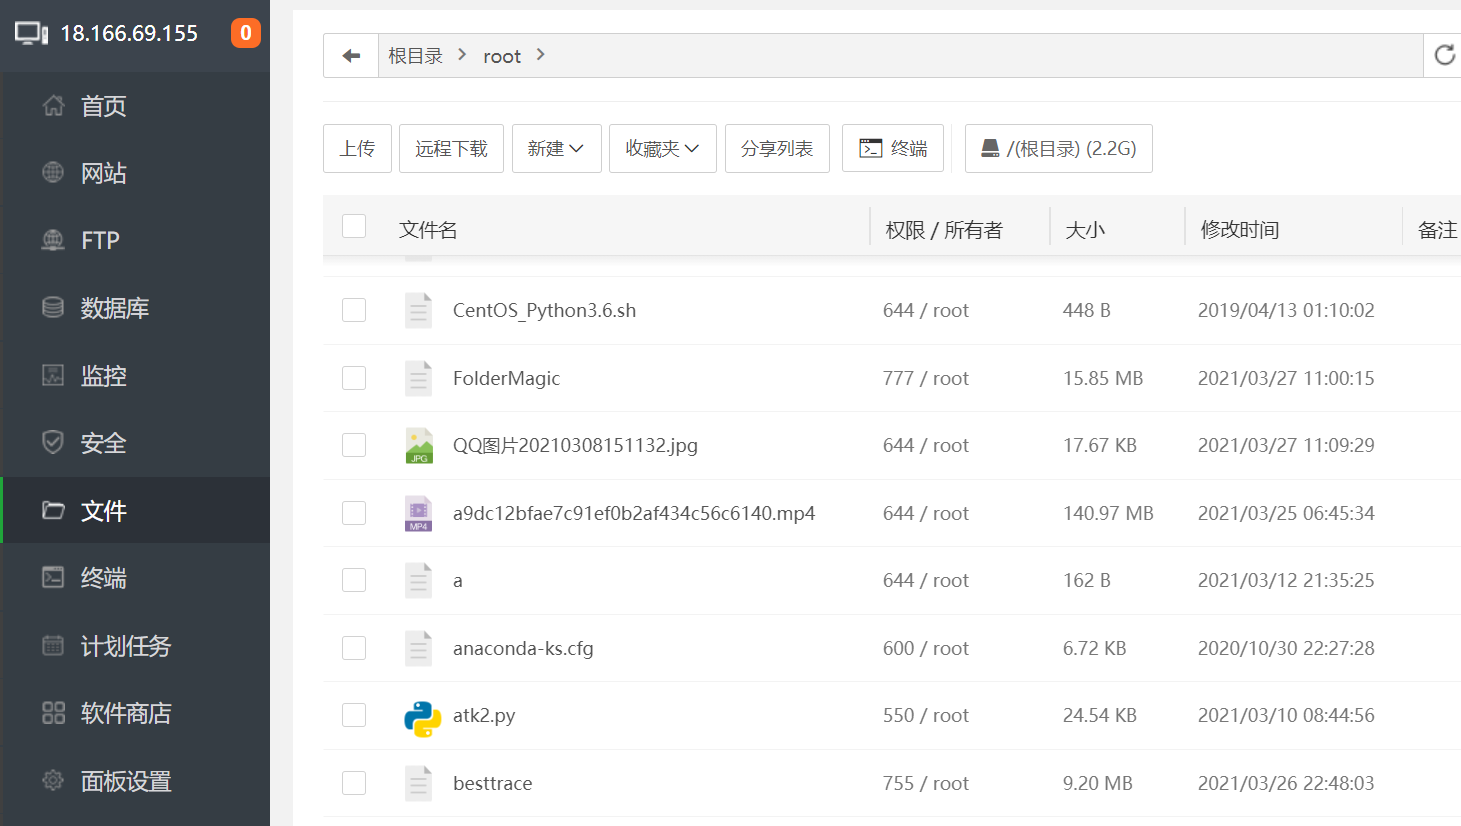 18.166.69.155 0
首页
网站
FTP
数据库
监控
安全
文件
终端
计划任务
软件商店
面板设置
根目录 root
上传 远程下载 新建 收藏夹 分享列表 终端 /(根目录) (2.2G)
文件名 权限 / 所有者 大小 修改时间 备注
CentOS_Python3.6.sh 644 / root 448 B 2019/04/13 01:10:02
FolderMagic 777 / root 15.85 MB 2021/03/27 11:00:15
JPG QQ图片20210308151132.jpg 644 / root 17.67 KB 2021/03/27 11:09:29
MP4 a9dc12bfae7c91ef0b2af434c56c6140.mp4 644 / root 140.97 MB 2021/03/25 06:45:34
a 644 / root 162 B 2021/03/12 21:35:25
anaconda-ks.cfg 600 / root 6.72 KB 2020/10/30 22:27:28
atk2.py 550 / root 24.54 KB 2021/03/10 08:44:56
besttrace 755 / root 9.20 MB 2021/03/26 22:48:03